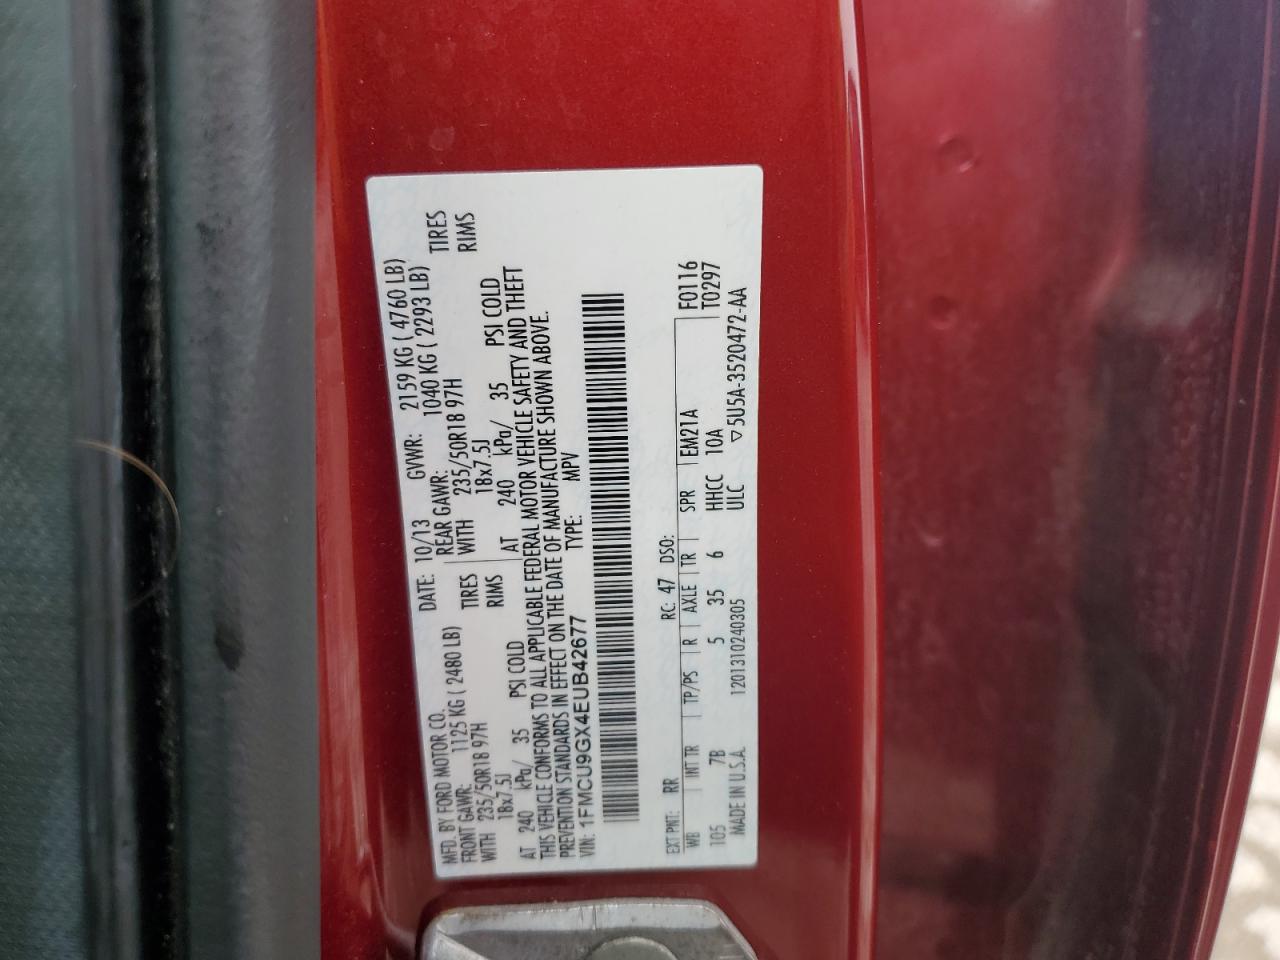 MFD. BY FORD MOTOR CO.
DATE: 10/13 GVWR: 2159 KG ( 4760 LB)
FRONT GAWR: 1125 KG ( 2480 LB) REAR GAWR: 1040 KG ( 2293 LB)
WITH 235/50R18 97H TIRES WITH 235/50R18 97H TIRES
18x7.5J RIMS 18x7.5J RIMS
AT 240 kPa/ 35 PSI COLD AT 240 kPa/ 35 PSI COLD
THIS VEHICLE CONFORMS TO ALL APPLICABLE FEDERAL MOTOR VEHICLE SAFETY AND THEFT
PREVENTION STANDARDS IN EFFECT ON THE DATE OF MANUFACTURE SHOWN ABOVE.
VIN: 1FMCU9GX4EUB42677 TYPE: MPV
F0116
T0297
EXT PNT: RR RC: 47 DSO:
WB INT TR TP/PS R AXLE TR SPR EM21A
105 7B 5 35 6 HHCC 10A
MADE IN U.S.A. 1201310240305 ULC ▽5U5A-3520472-AA